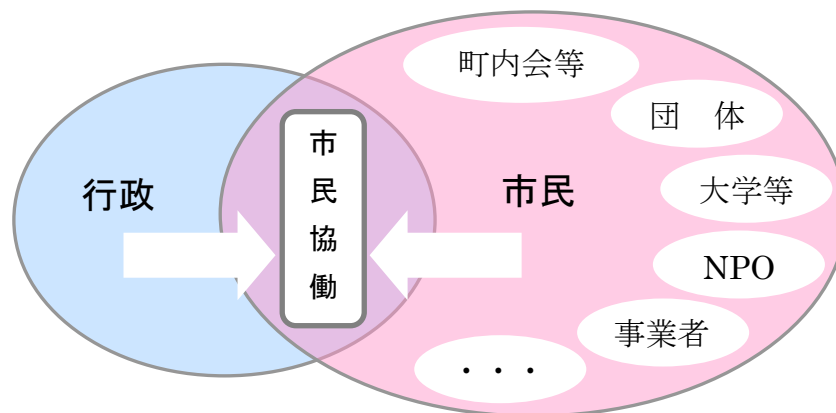 行政
市民協働
市民
町内会等
団　体
大学等
NPO
事業者
・・・